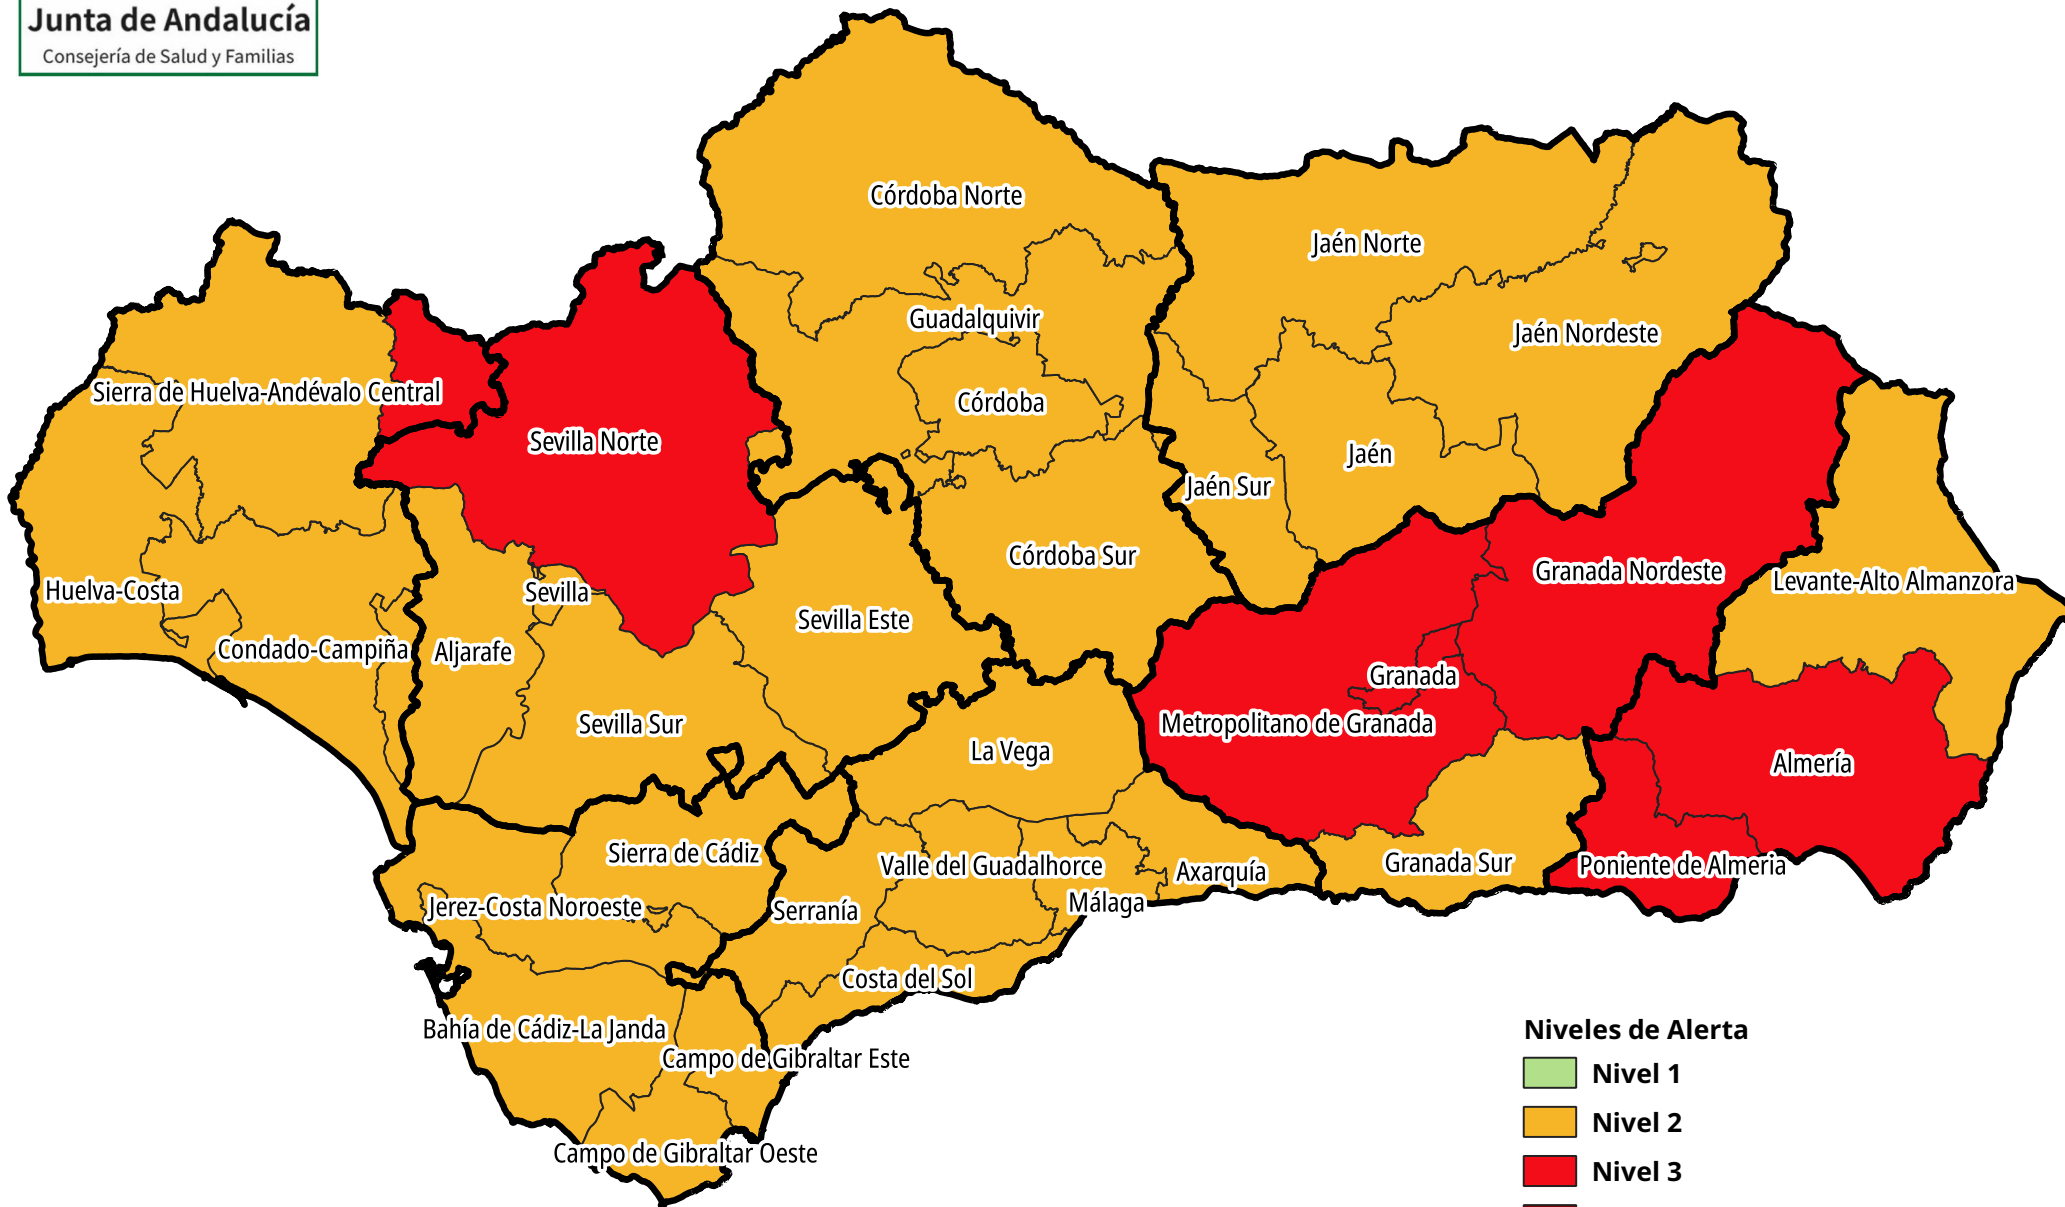 Junta de Andalucía
Consejería de Salud y Familias
Córdoba Norte
Jaén Norte
Guadalquivir
Jaén Nordeste
Sierra de Huelva-Andévalo Central
Córdoba
Sevilla Norte
Jaén
Jaén Sur
Córdoba Sur
Granada Nordeste
Levante-Alto Almanzora
Huelva-Costa
Sevilla
Sevilla Este
Condado-Campiña
Aljarafe
Granada
Sevilla Sur
Metropolitano de Granada
La Vega
Almería
Sierra de Cádiz
Valle del Guadalhorce
Axarquía
Granada Sur
Poniente de Almeria
Jerez-Costa Noroeste
Serranía
Málaga
Costa del Sol
Bahía de Cádiz-La Janda
Campo de Gibraltar Este
Campo de Gibraltar Oeste
Niveles de Alerta
Nivel 1
Nivel 2
Nivel 3